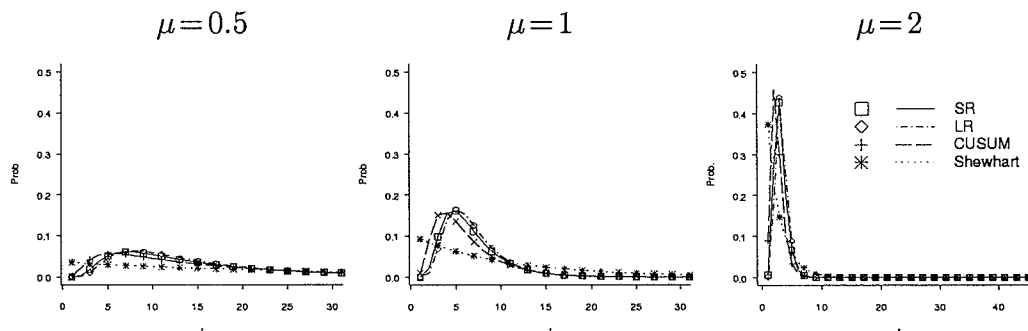 μ=0.5 μ=1 μ=2
0.5 0.5 0.5
SR
0.4 0.4 0.4
LR
CUSUM
0.3 0.3 0.3
Shewhart
Prob Prob Prob.
0.2 0.2 0.2
0.1 0.1 0.1
0.0 0.0 0.0
0 5 10 15 20 25 30 0 5 10 15 20 25 30 0 10 20 30 40